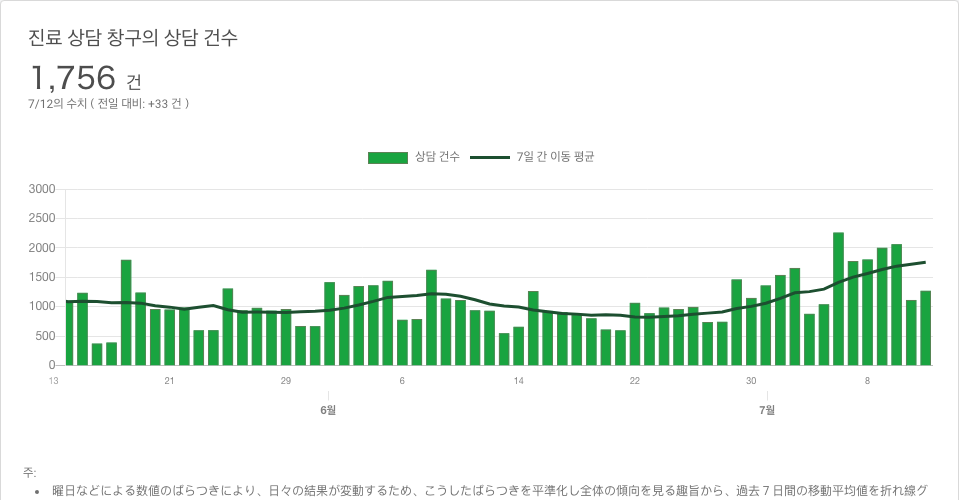 진료 상담 창구의 상담 건수
1,756 건
7/12의 수치 ( 전일 대비: +33 건 )
상담 건수 7일 간 이동 평균
3000
2500
2000
1500
1000
500
0
13 21 29 6 14 22 30 8
6월 7월
주:
• 曜日などによる数値のばらつきにより、日々の結果が変動するため、こうしたばらつきを平準化し全体の傾向を見る趣旨から、過去７日間の移動平均値を折れ線グ